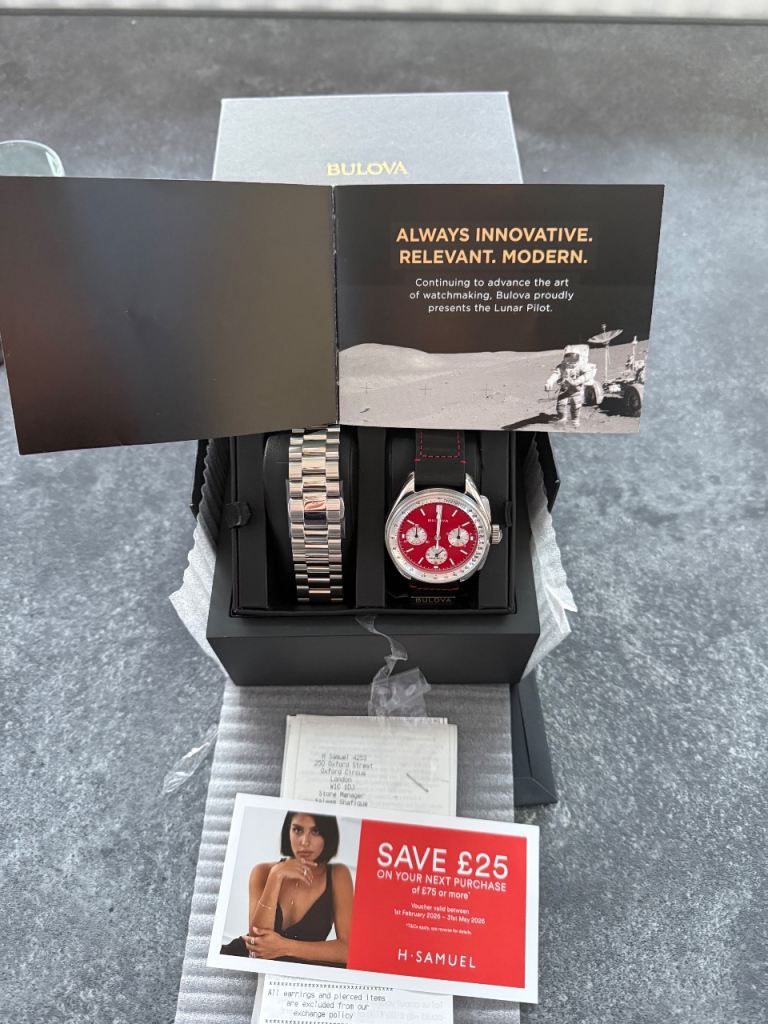 BULOVA
ALWAYS INNOVATIVE.
RELEVANT. MODERN.
Continuing to advance the art
of watchmaking, Bulova proudly
presents the Lunar Pilot.
BULOVA
BULOVA
H Samuel 4253
250 Oxford Street
Oxford Circus
London
W1C 1DJ
Store Manager
SAVE £25
ON YOUR NEXT PURCHASE
of £75 or more*
Voucher valid between
1st February 2026 - 31st May 2026
*T&Cs apply, see reverse for details.
H·SAMUEL
All earrings and pierced items
are excluded from our
exchange policy